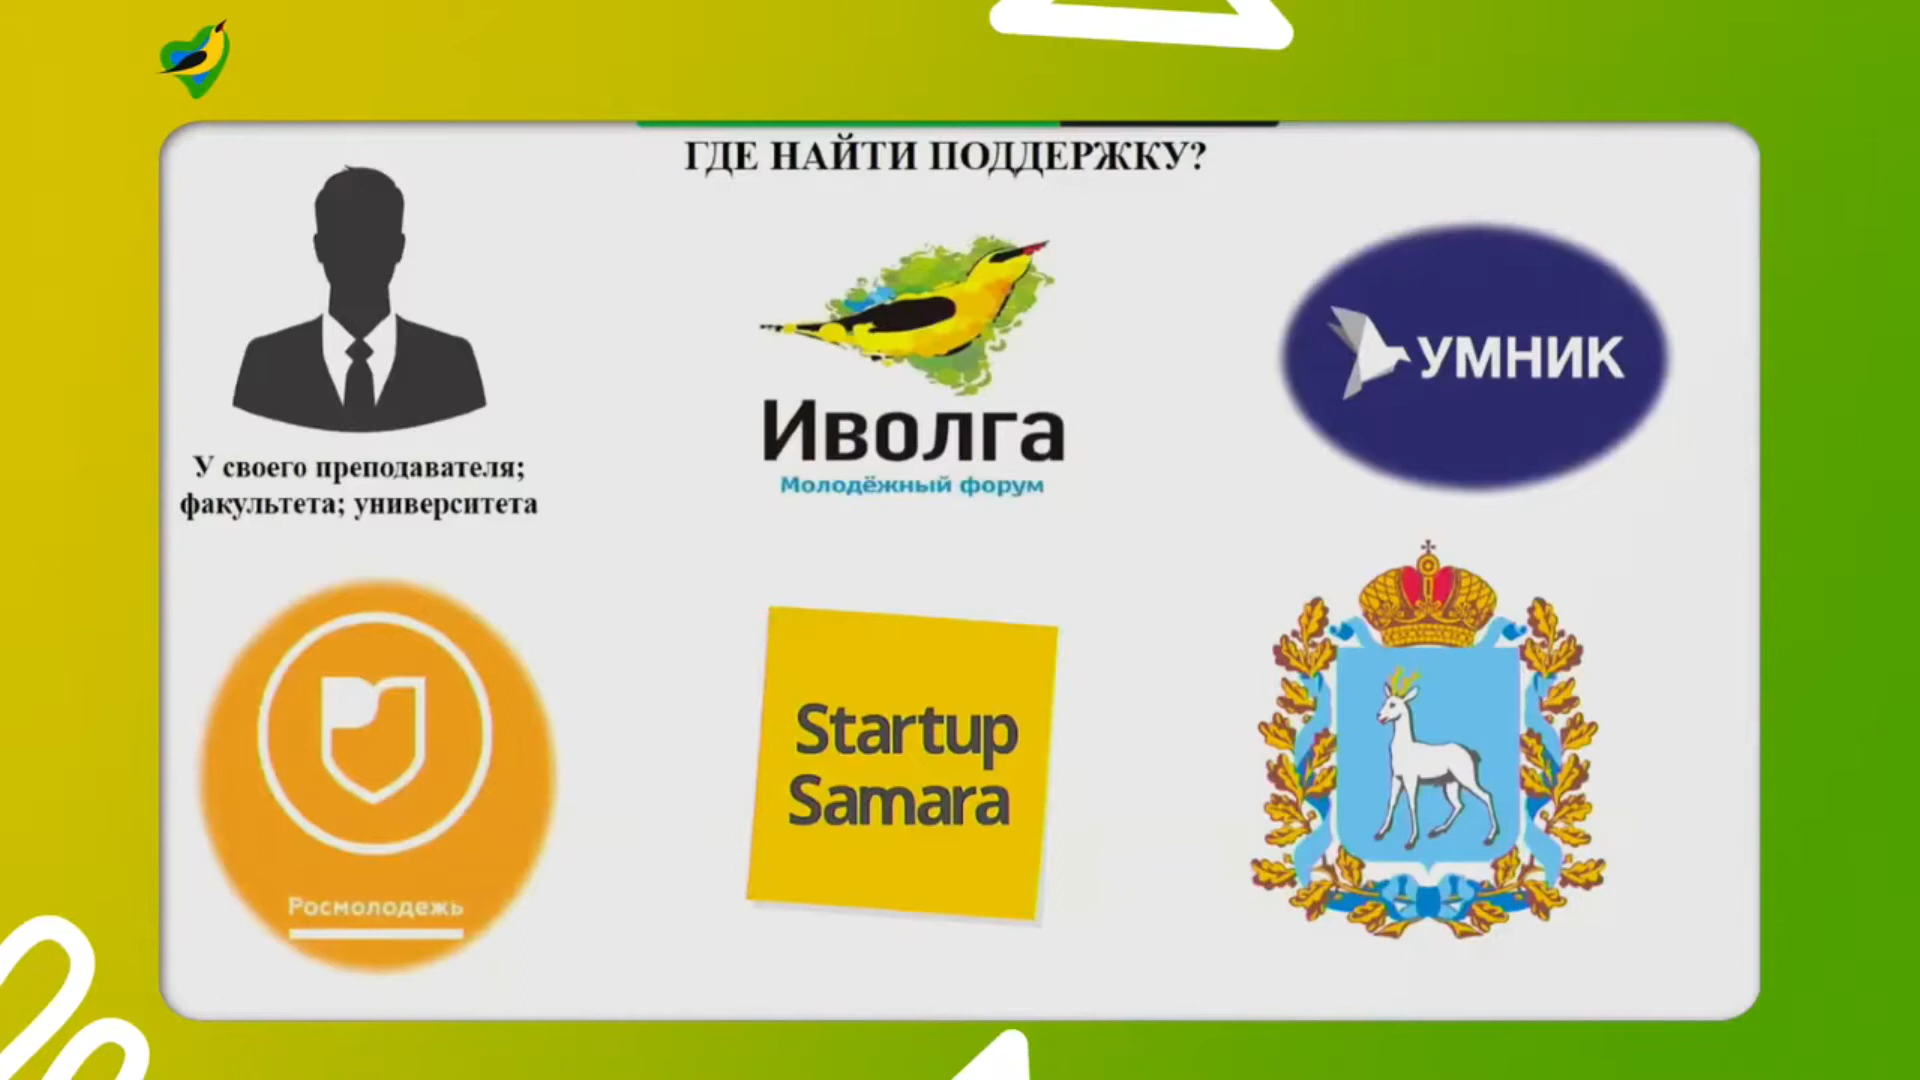 ГДЕ НАЙТИ ПОДДЕРЖКУ?
У своего преподавателя;
факультета; университета
Иволга
Молодёжный форум
УМНИК
Росмолодежь
Startup
Samara